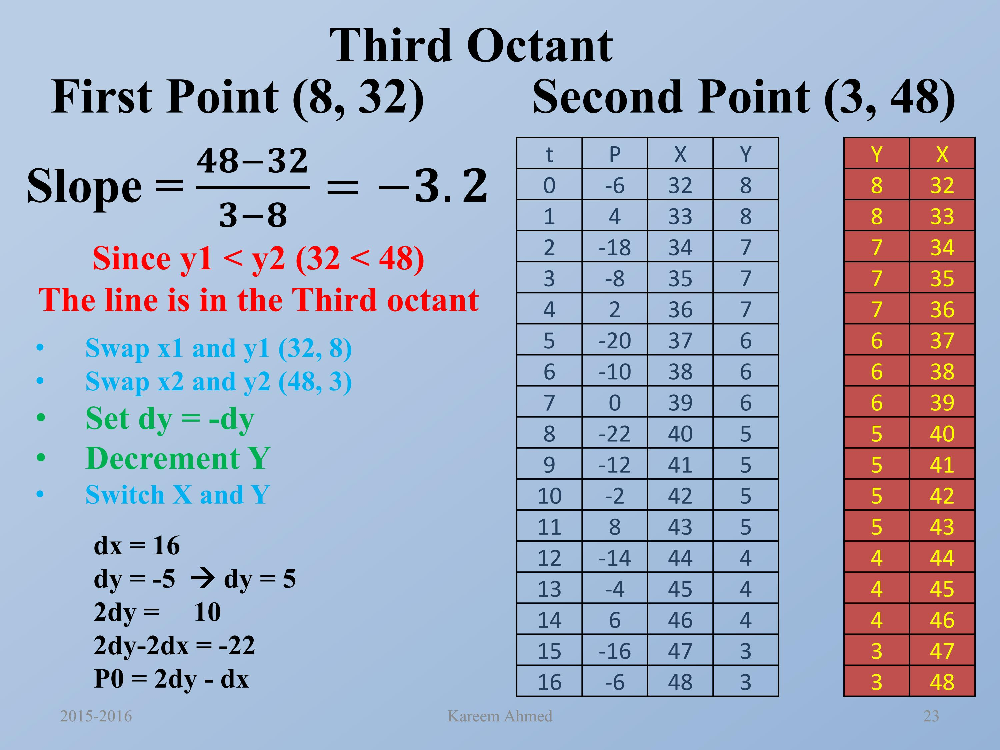 Third Octant
First Point (8, 32) Second Point (3, 48)
Slope = 48−32 / 3−8 = −3.2
Since y1 < y2 (32 < 48)
The line is in the Third octant
• Swap x1 and y1 (32, 8)
• Swap x2 and y2 (48, 3)
• Set dy = -dy
• Decrement Y
• Switch X and Y
dx = 16
dy = -5 → dy = 5
2dy = 10
2dy-2dx = -22
P0 = 2dy - dx
t P X Y
0 -6 32 8
1 4 33 8
2 -18 34 7
3 -8 35 7
4 2 36 7
5 -20 37 6
6 -10 38 6
7 0 39 6
8 -22 40 5
9 -12 41 5
10 -2 42 5
11 8 43 5
12 -14 44 4
13 -4 45 4
14 6 46 4
15 -16 47 3
16 -6 48 3
Y X
8 32
8 33
7 34
7 35
7 36
6 37
6 38
6 39
5 40
5 41
5 42
5 43
4 44
4 45
4 46
3 47
3 48
2015-2016 Kareem Ahmed 23